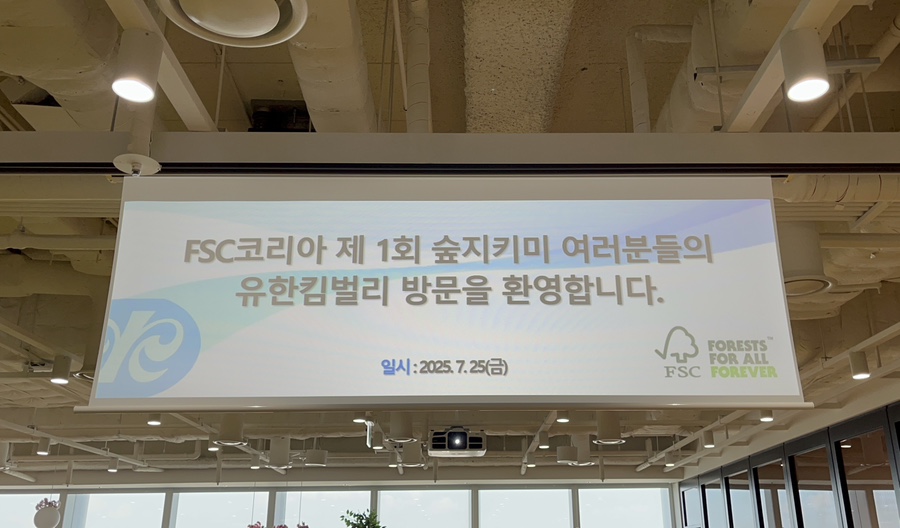 FSC코리아 제 1회 숲지키미 여러분들의
유한킴벌리 방문을 환영합니다.
일시 : 2025. 7. 25(금)
FSC
FORESTS™
FOR ALL
FOREVER